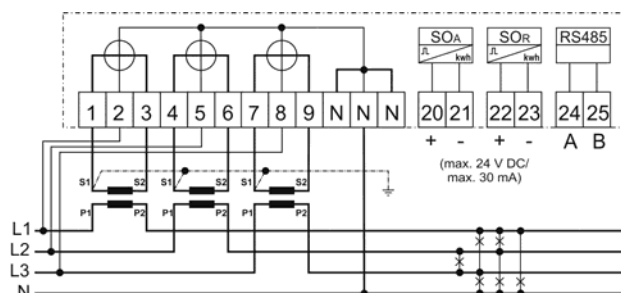 SOA SOR RS485
kwh kwh
1 2 3 4 5 6 7 8 9 N N N 20 21 22 23 24 25
+ - + - A B
(max. 24 V DC/
max. 30 mA)
S1 S2 S1 S2 S1 S2
P1 P2 P1 P2 P1 P2
L1
L2
L3
N